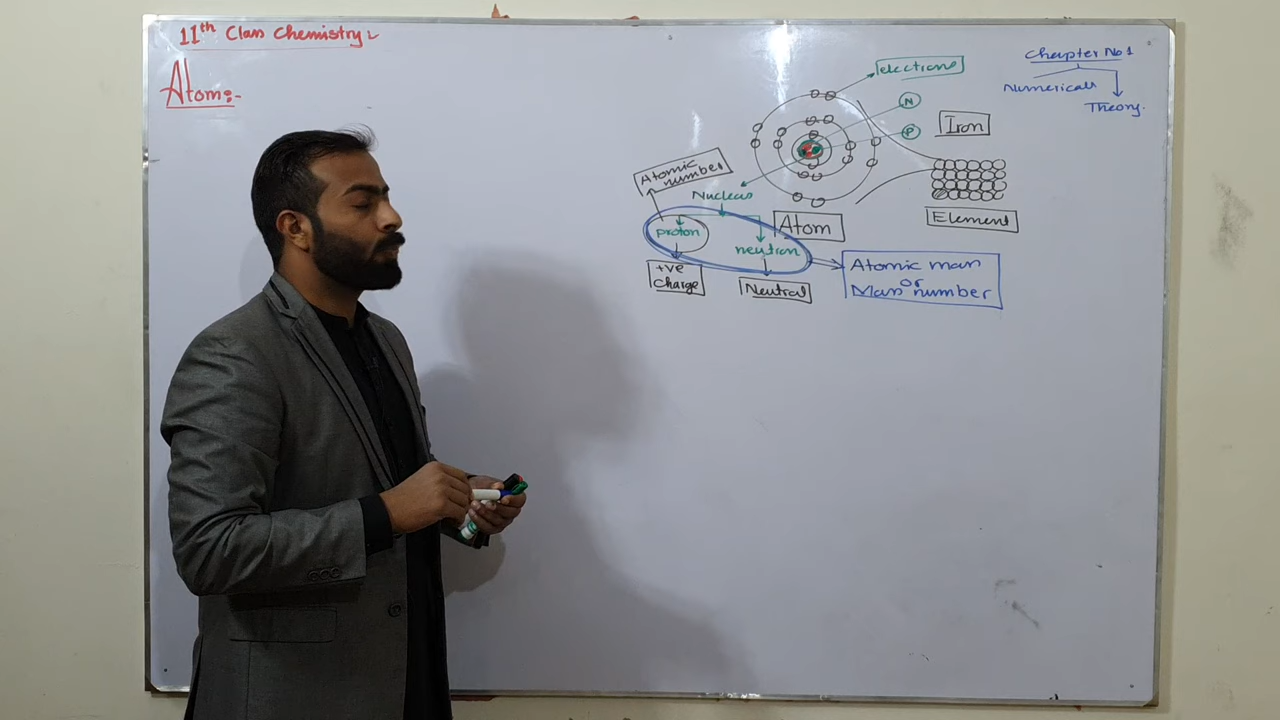 11th Class Chemistry
Atom:-
Chapter No 1
Numericals
Theory.
electrons
N
P
Iron
Element
Atom
Atomic
number
Nucleus
proton
neutron
+ve
charge
Neutral
Atomic mass
or
Mass number